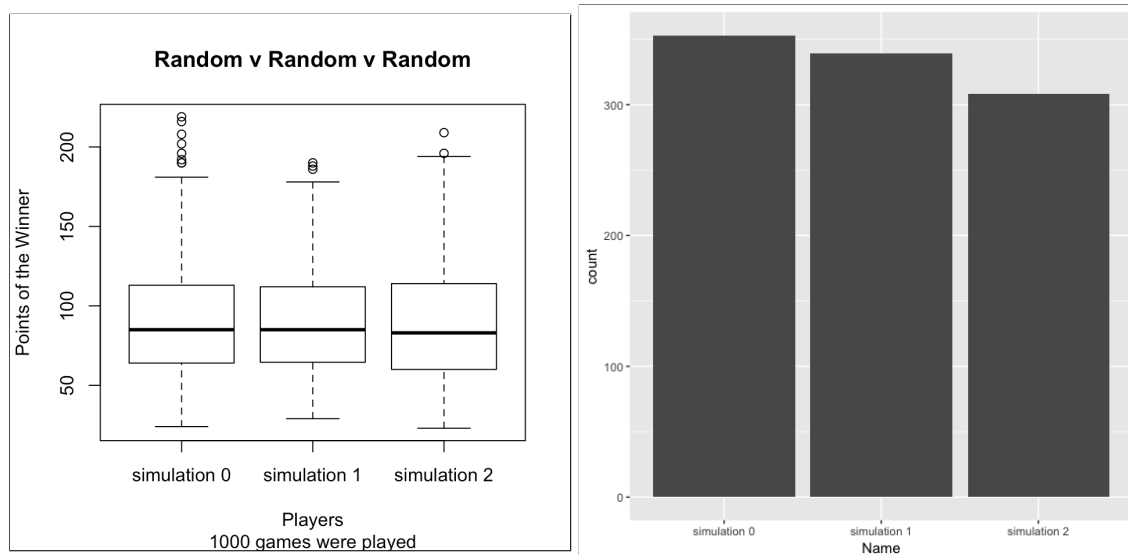 Random v Random v Random
Points of the Winner
200
150
100
50
simulation 0 simulation 1 simulation 2
Players
1000 games were played
count
300
200
100
0
simulation 0 simulation 1 simulation 2
Name